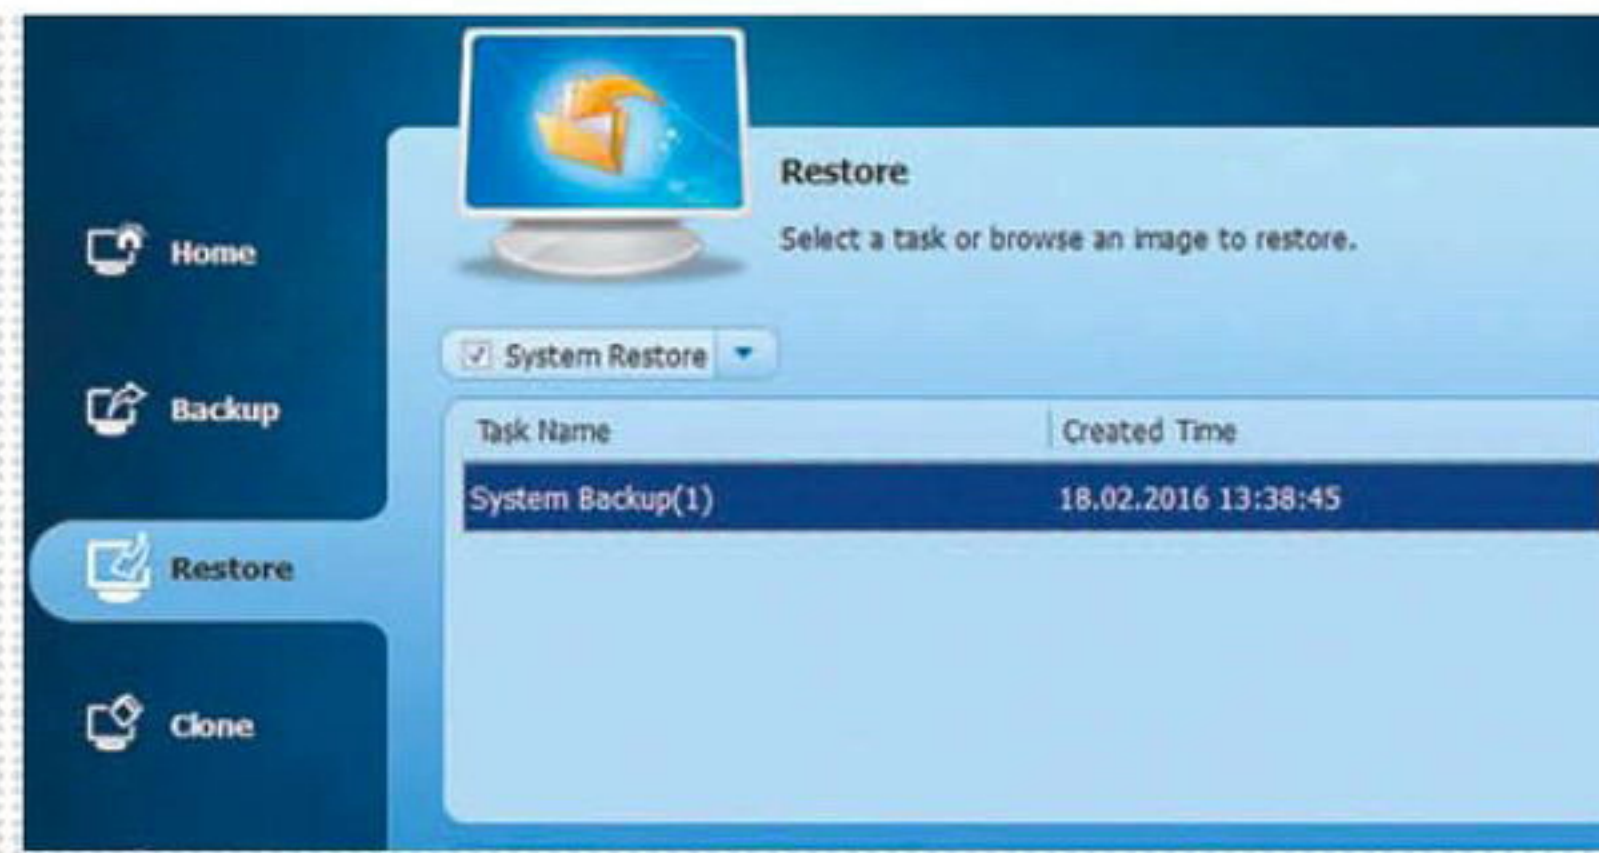 Restore
Select a task or browse an image to restore.
Home
System Restore
Backup
Task Name Created Time
System Backup(1) 18.02.2016 13:38:45
Restore
Clone